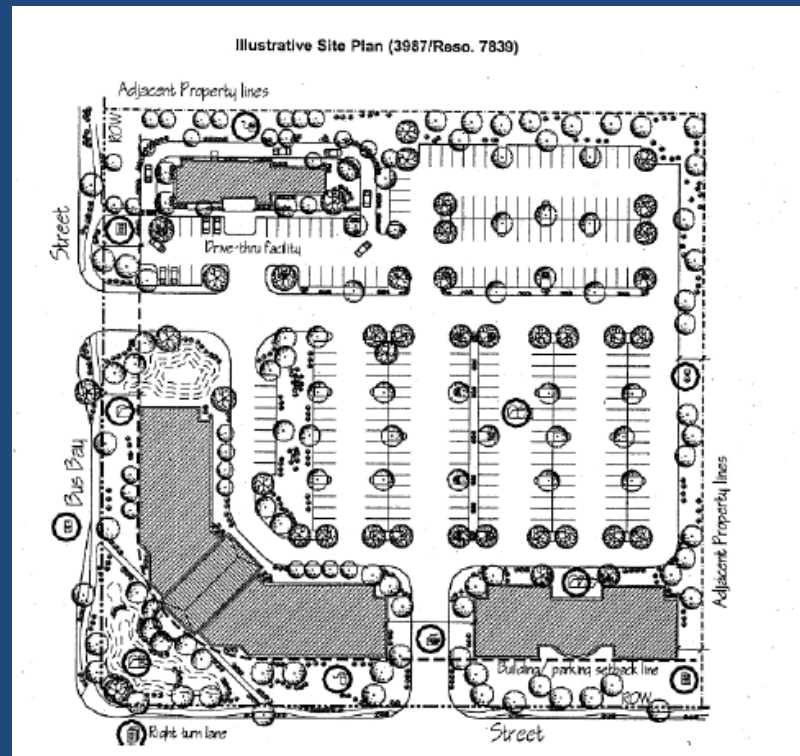 Illustrative Site Plan (3987/Reso. 7839)
Adjacent Property lines
ROW
Street
Drive-thru facility
Bus Bay
Adjacent Property lines
Building/ parking setback line
ROW
Right turn lane
Street